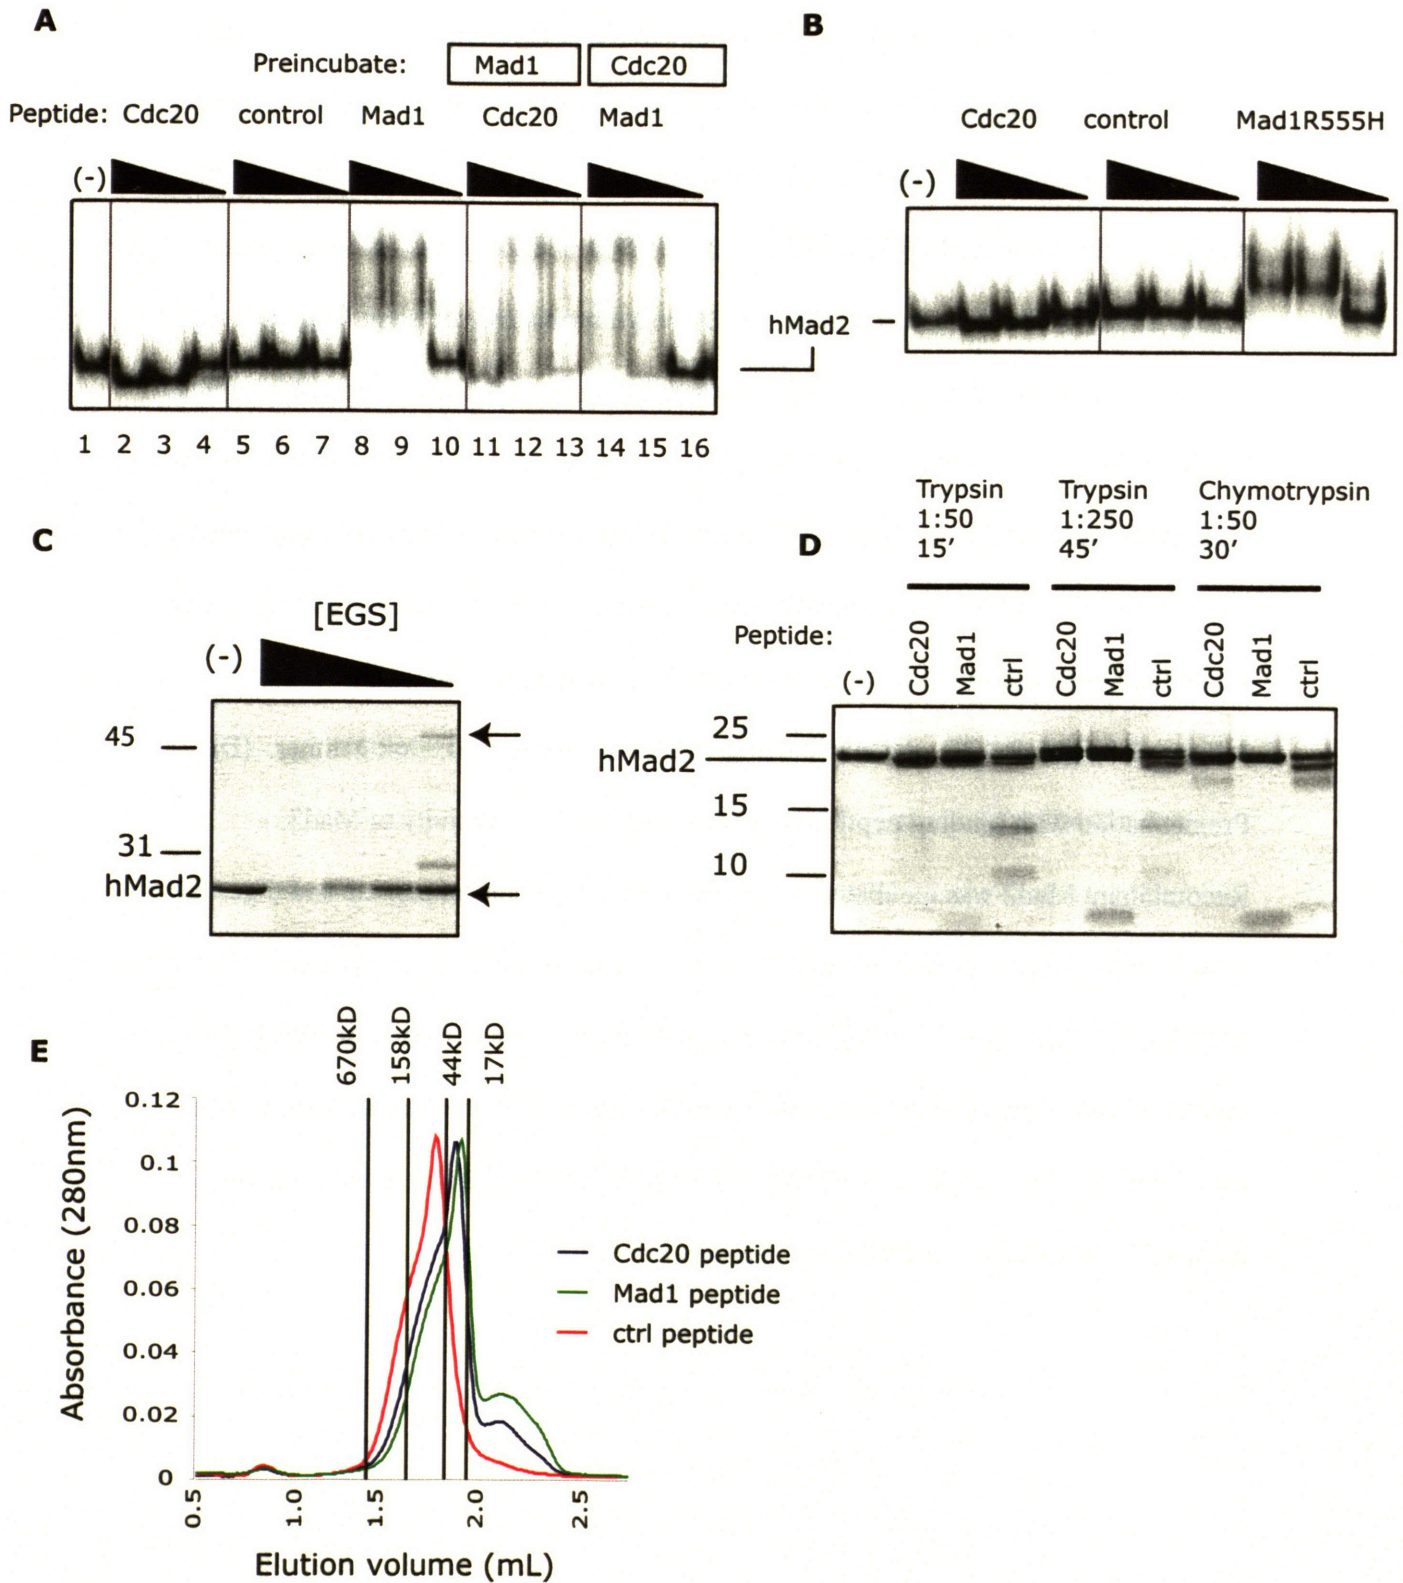 A
Preincubate: Mad1 Cdc20
Peptide: Cdc20 control Mad1 Cdc20 Mad1
(-)
1 2 3 4 5 6 7 8 9 10 11 12 13 14 15 16
hMad2
B
Cdc20 control Mad1R555H
(-)
C
[EGS]
(-)
45
31
hMad2
D
Trypsin 1:50 15′
Trypsin 1:250 45′
Chymotrypsin 1:50 30′
Peptide:
(-) Cdc20 Mad1 ctrl Cdc20 Mad1 ctrl Cdc20 Mad1 ctrl
25
hMad2
15
10
E
670kD 158kD 44kD 17kD
Absorbance (280nm)
0.12
0.1
0.08
0.06
0.04
0.02
0
Cdc20 peptide
Mad1 peptide
ctrl peptide
0.5 1.0 1.5 2.0 2.5
Elution volume (mL)